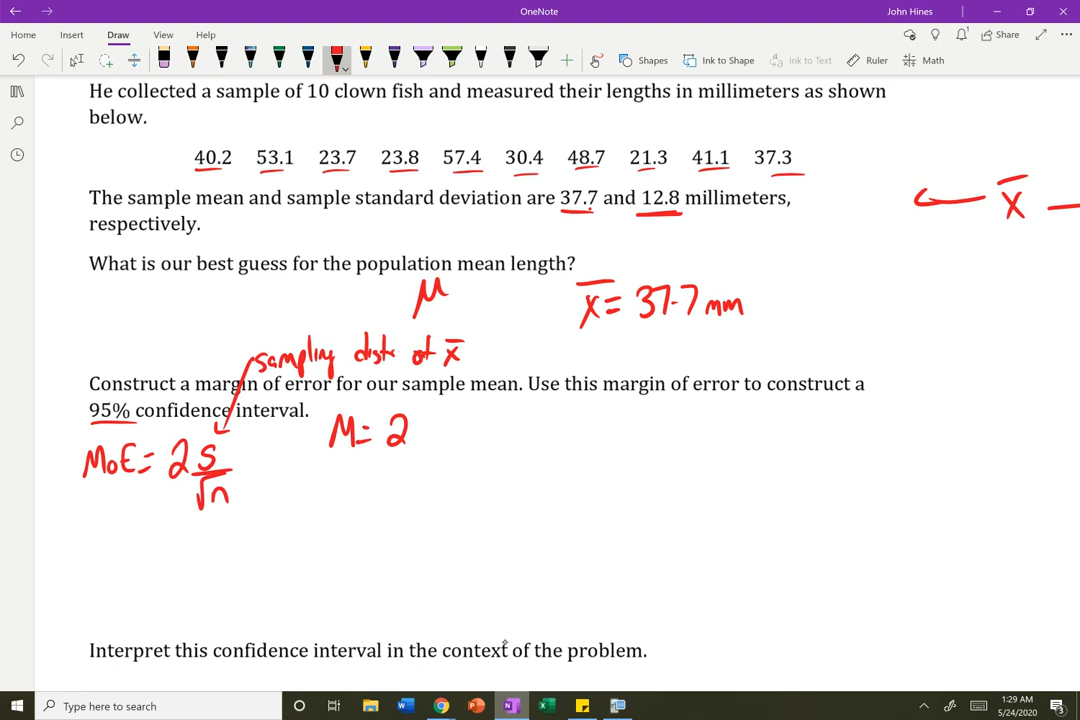 OneNote
John Hines
Home Insert Draw View Help
Share
Shapes Ink to Shape Ink to Text Ruler Math
He collected a sample of 10 clown fish and measured their lengths in millimeters as shown
below.
40.2 53.1 23.7 23.8 57.4 30.4 48.7 21.3 41.1 37.3
The sample mean and sample standard deviation are 37.7 and 12.8 millimeters,
respectively.
x̄
What is our best guess for the population mean length?
μ
x̄ = 37.7 mm
sampling distr of x̄
Construct a margin of error for our sample mean. Use this margin of error to construct a
95% confidence interval.
M = 2
MoE = 2 s/√n
Interpret this confidence interval in the context of the problem.
Type here to search
1:29 AM
5/24/2020
3